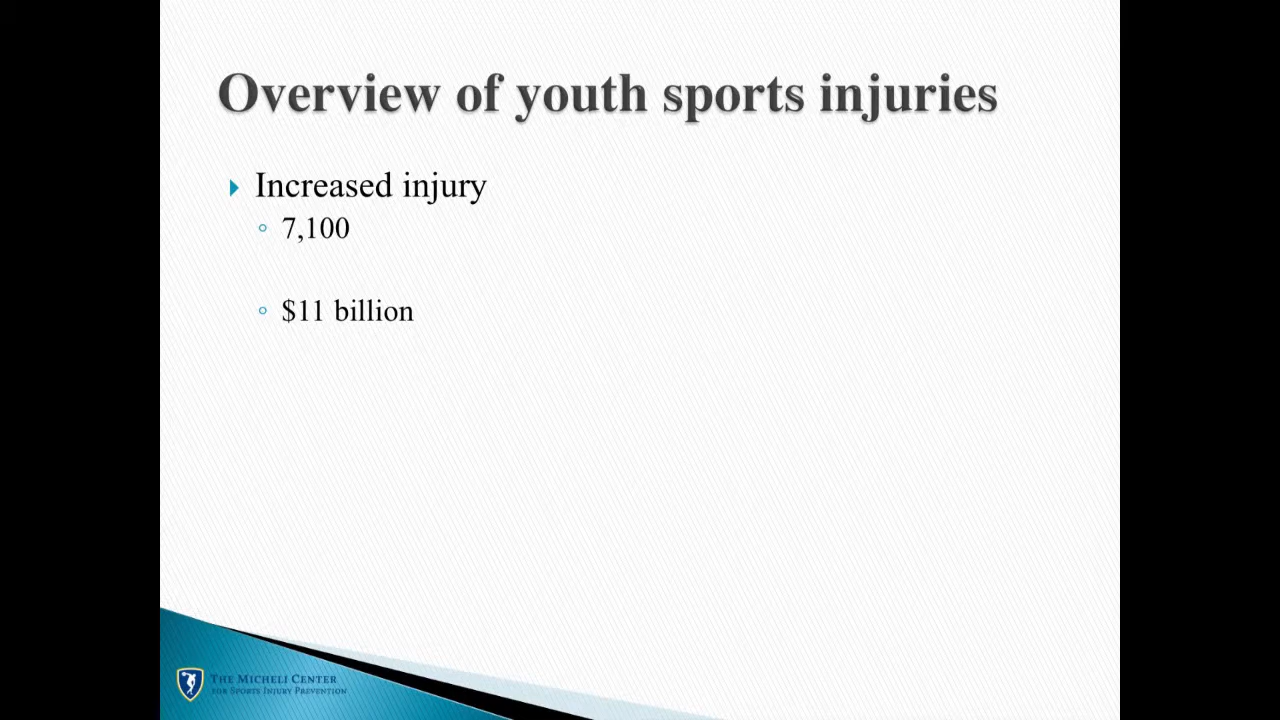 Overview of youth sports injuries
Increased injury
7,100
$11 billion
THE MICHELI CENTER
FOR SPORTS INJURY PREVENTION